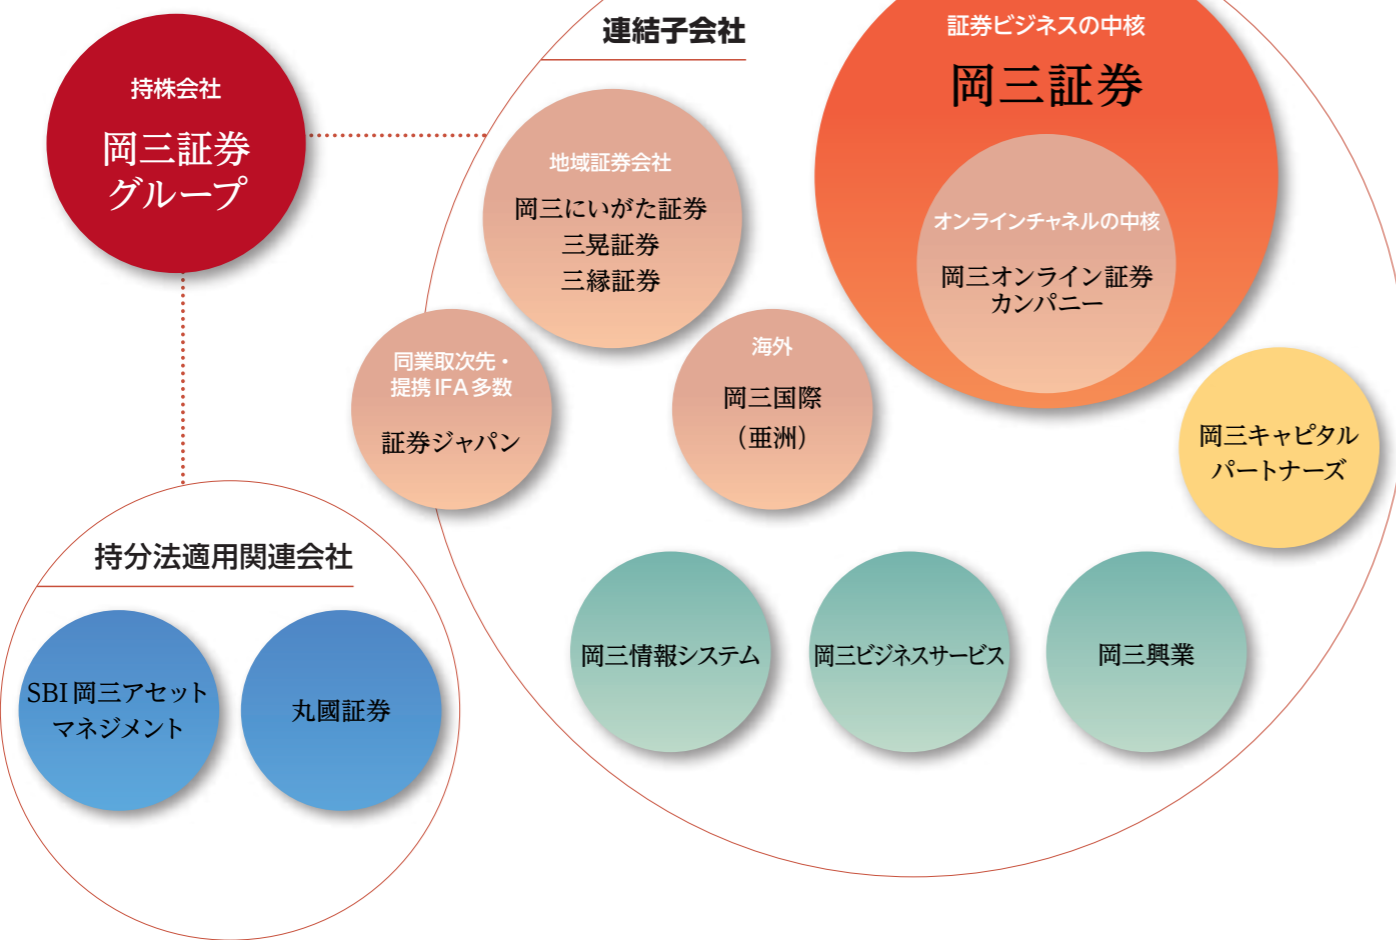 持株会社
岡三証券
グループ
連結子会社
証券ビジネスの中核
岡三証券
オンラインチャネルの中核
岡三オンライン証券
カンパニー
地域証券会社
岡三にいがた証券
三晃証券
三縁証券
同業取次先・
提携IFA多数
証券ジャパン
海外
岡三国際
（亜洲）
岡三キャピタル
パートナーズ
岡三情報システム
岡三ビジネスサービス
岡三興業
持分法適用関連会社
SBI岡三アセット
マネジメント
丸國証券